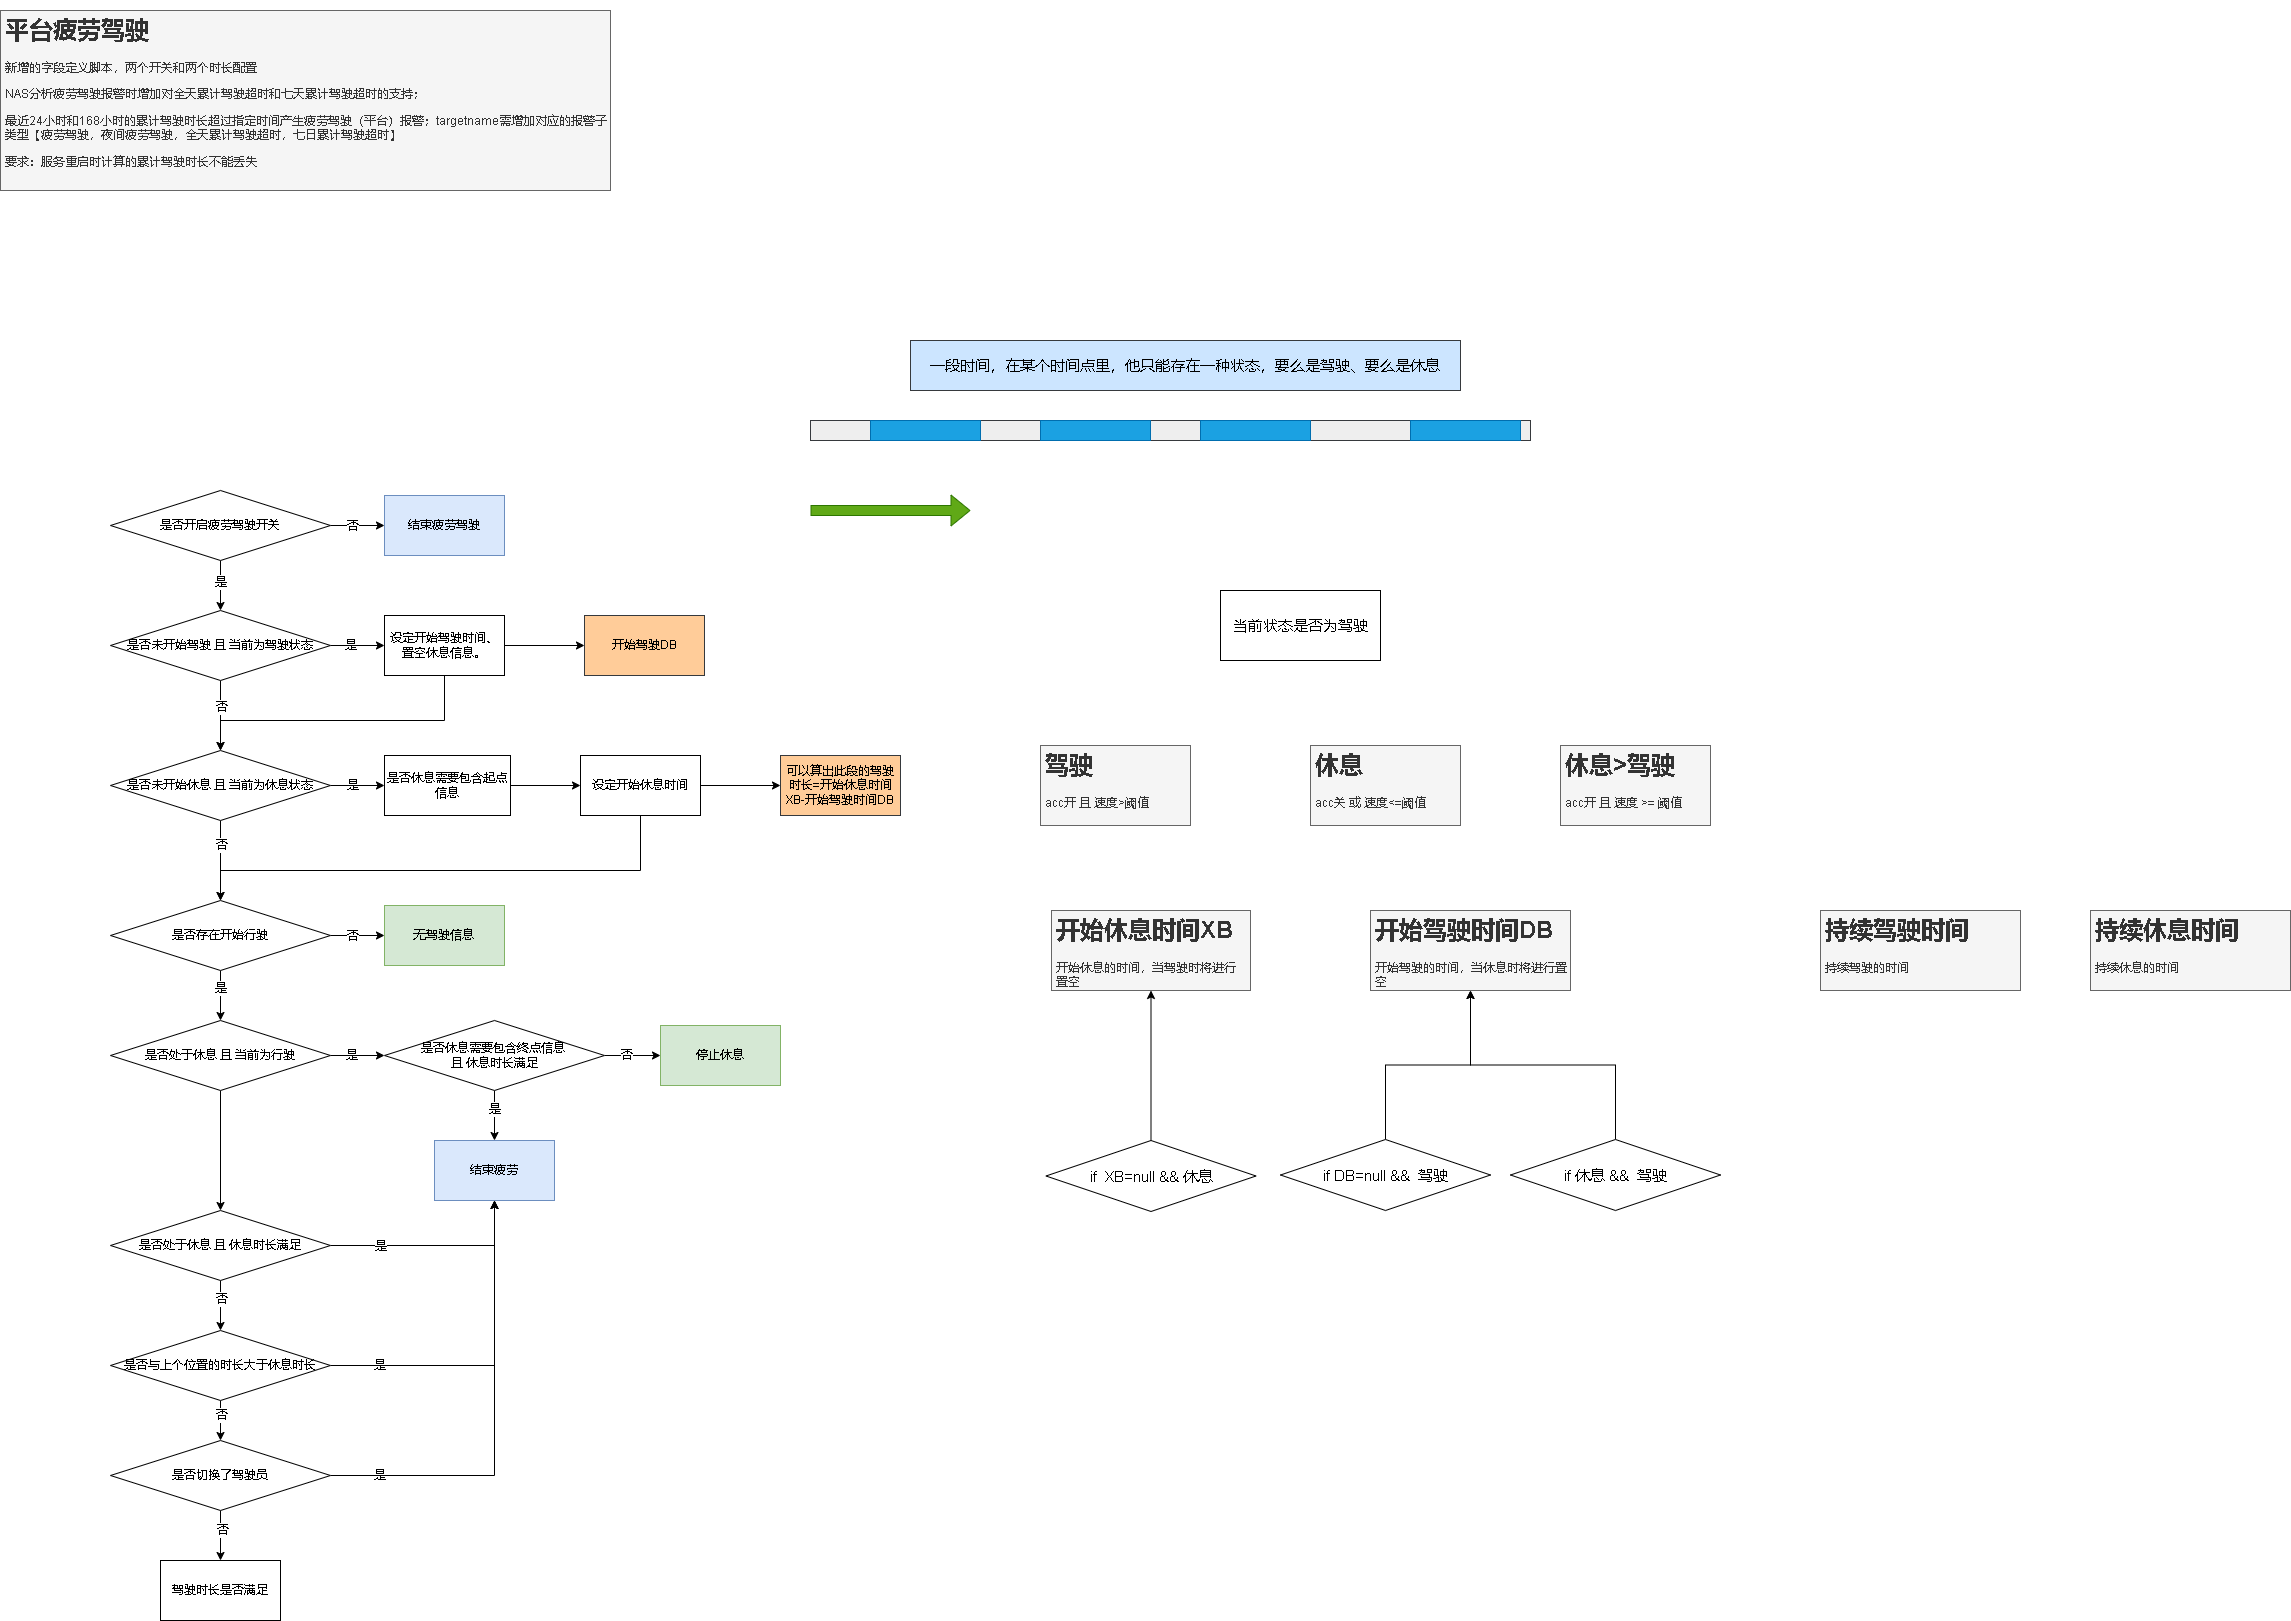 平台疲劳驾驶
新增的字段定义脚本，两个开关和两个时长配置
NAS分析疲劳驾驶报警时增加对全天累计驾驶超时和七天累计驾驶超时的支持；
最近24小时和168小时的累计驾驶时长超过指定时间产生疲劳驾驶（平台）报警；targetname需增加对应的报警子
类型【疲劳驾驶，夜间疲劳驾驶，全天累计驾驶超时，七日累计驾驶超时】
要求：服务重启时计算的累计驾驶时长不能丢失
一段时间，在某个时间点里，他只能存在一种状态，要么是驾驶、要么是休息
是否开启疲劳驾驶开关
否
结束疲劳驾驶
是
是否未开始驾驶 且 当前为驾驶状态
是
设定开始驾驶时间、
置空休息信息。
开始驾驶DB
否
是否未开始休息 且 当前为休息状态
是
是否休息需要包含起点
信息
设定开始休息时间
可以算出此段的驾驶
时长=开始休息时间
XB-开始驾驶时间DB
否
是否存在开始行驶
否
无驾驶信息
是
是否处于休息 且 当前为行驶
是
是否休息需要包含终点信息
且 休息时长满足
否
停止休息
是
结束疲劳
是否处于休息 且 休息时长满足
是
否
是否与上个位置的时长大于休息时长
是
否
是否切换了驾驶员
是
否
驾驶时长是否满足
当前状态是否为驾驶
驾驶
acc开 且 速度>阈值
休息
acc关 或 速度<=阈值
休息>驾驶
acc开 且 速度 >= 阈值
开始休息时间XB
开始休息的时间，当驾驶时将进行
置空
开始驾驶时间DB
开始驾驶的时间，当休息时将进行置
空
持续驾驶时间
持续驾驶的时间
持续休息时间
持续休息的时间
if XB=null && 休息
if DB=null && 驾驶
if 休息 && 驾驶